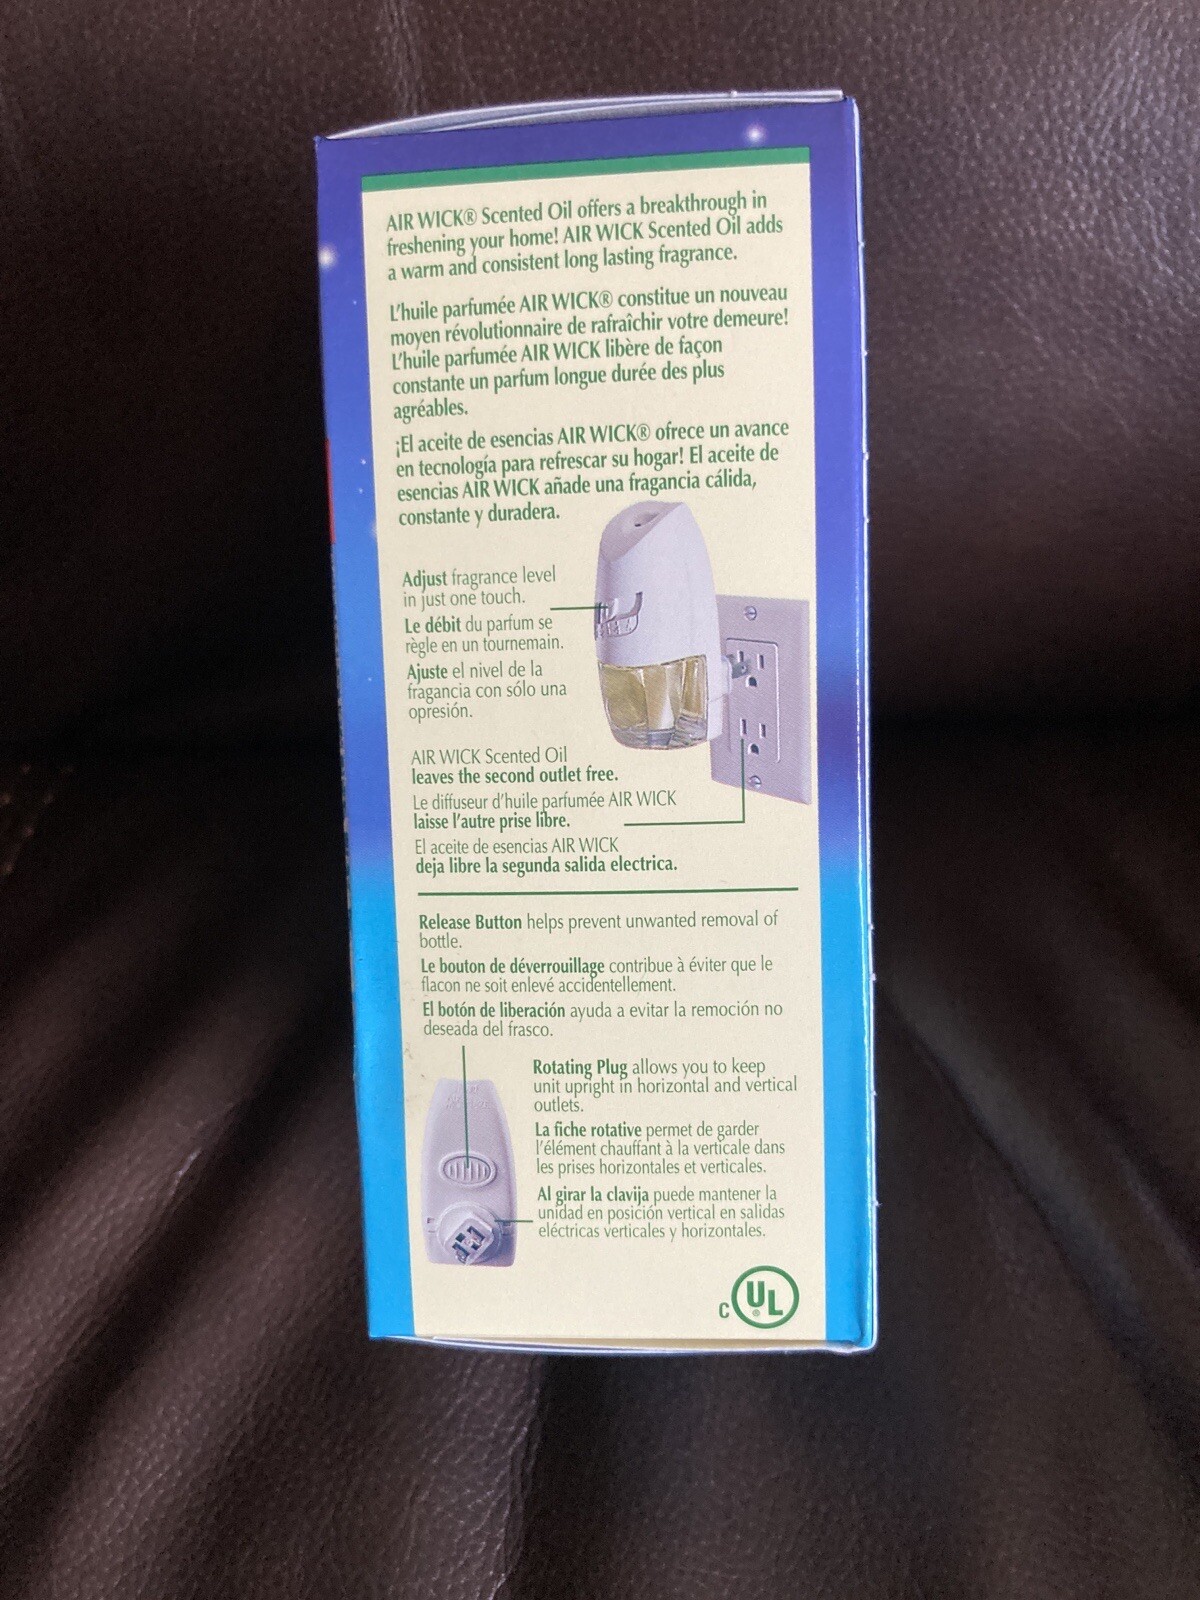 AIR WICK® Scented Oil offers a breakthrough in
freshening your home! AIR WICK Scented Oil adds
a warm and consistent long lasting fragrance.
L'huile parfumée AIR WICK® constitue un nouveau
moyen révolutionnaire de rafraîchir votre demeure!
L'huile parfumée AIR WICK libère de façon
constante un parfum longue durée des plus
agréables.
¡El aceite de esencias AIR WICK® ofrece un avance
en tecnología para refrescar su hogar! El aceite de
esencias AIR WICK añade una fragancia cálida,
constante y duradera.
Adjust fragrance level
in just one touch.
Le débit du parfum se
règle en un tournemain.
Ajuste el nivel de la
fragancia con sólo una
opresión.
AIR WICK Scented Oil
leaves the second outlet free.
Le diffuseur d'huile parfumée AIR WICK
laisse l'autre prise libre.
El aceite de esencias AIR WICK
deja libre la segunda salida electrica.
Release Button helps prevent unwanted removal of
bottle.
Le bouton de déverrouillage contribue à éviter que le
flacon ne soit enlevé accidentellement.
El botón de liberación ayuda a evitar la remoción no
deseada del frasco.
Rotating Plug allows you to keep
unit upright in horizontal and vertical
outlets.
La fiche rotative permet de garder
l'élément chauffant à la verticale dans
les prises horizontales et verticales.
Al girar la clavija puede mantener la
unidad en posición vertical en salidas
eléctricas verticales y horizontales.
C UL ®